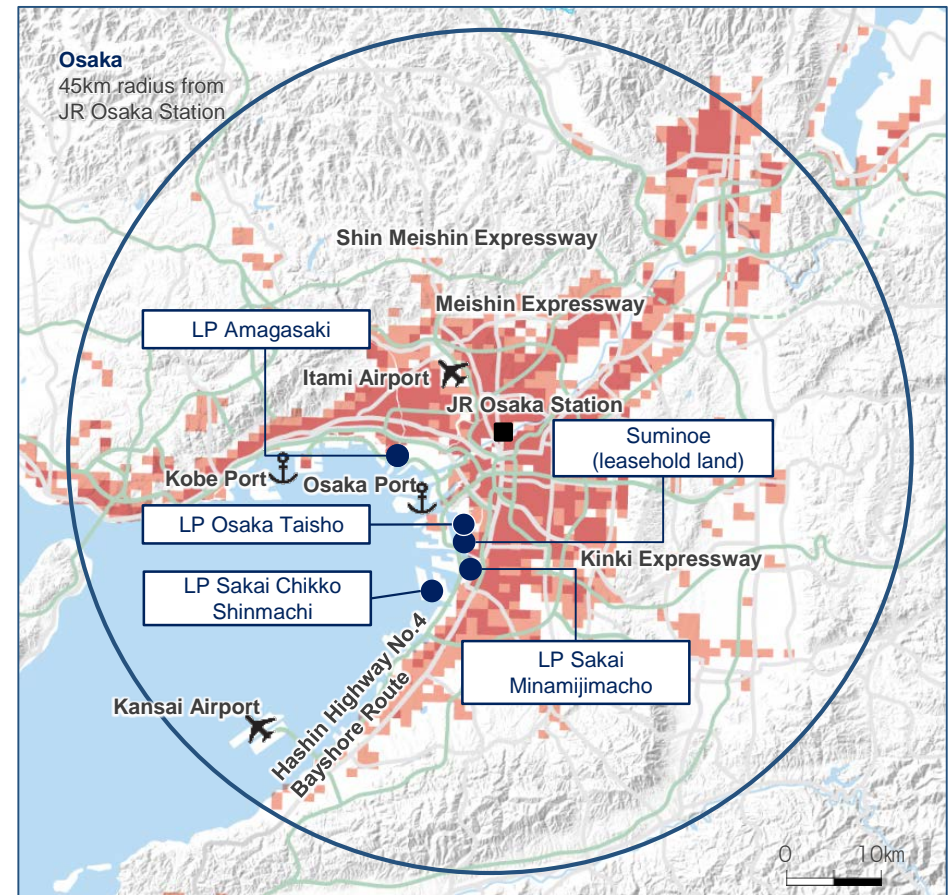 Osaka
45km radius from
JR Osaka Station
Shin Meishin Expressway
Meishin Expressway
LP Amagasaki
Itami Airport
JR Osaka Station
Suminoe
(leasehold land)
Kobe Port
Osaka Port
LP Osaka Taisho
Kinki Expressway
LP Sakai Chikko
Shinmachi
LP Sakai
Minamijimacho
Hashin Highway No.4
Bayshore Route
Kansai Airport
0 10km